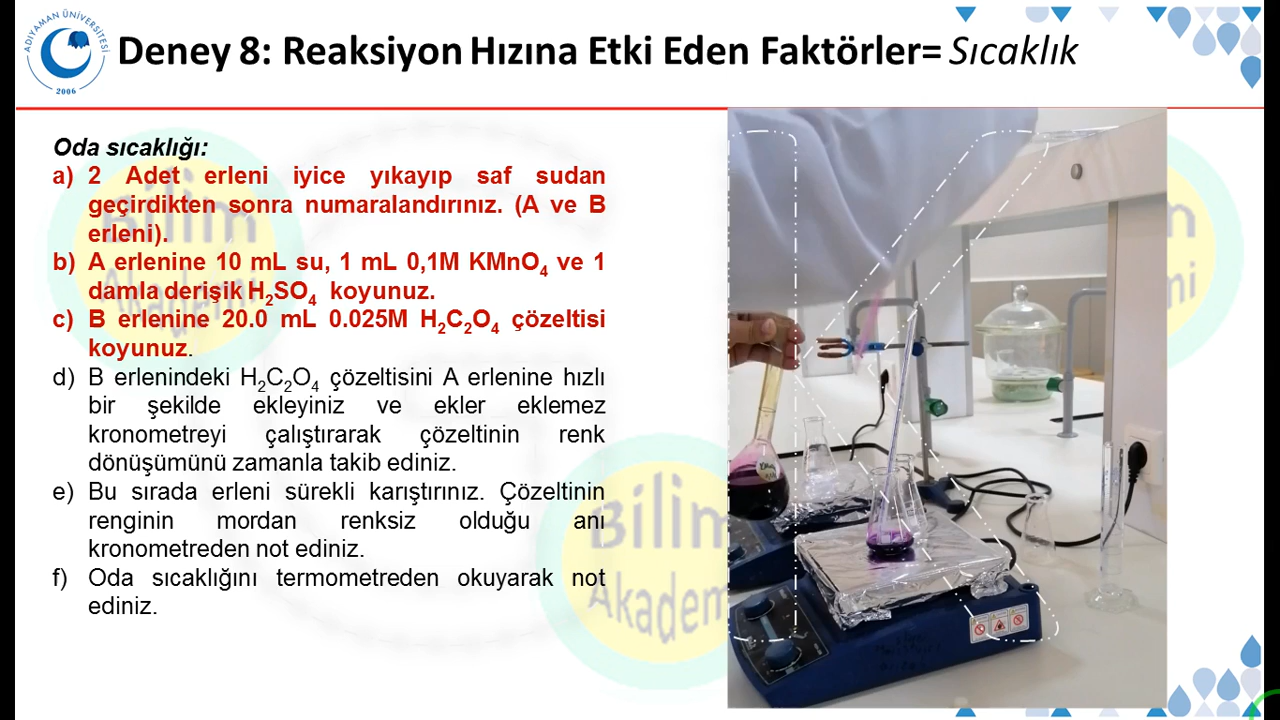 ADIYAMAN ÜNİVERSİTESİ
2006
Deney 8: Reaksiyon Hızına Etki Eden Faktörler= Sıcaklık
Oda sıcaklığı:
a) 2 Adet erleni iyice yıkayıp saf sudan
geçirdikten sonra numaralandırınız. (A ve B
erleni).
b) A erlenine 10 mL su, 1 mL 0,1M KMnO₄ ve 1
damla derişik H₂SO₄ koyunuz.
c) B erlenine 20.0 mL 0.025M H₂C₂O₄ çözeltisi
koyunuz.
d) B erlenindeki H₂C₂O₄ çözeltisini A erlenine hızlı
bir şekilde ekleyiniz ve ekler eklemez
kronometreyi çalıştırarak çözeltinin renk
dönüşümünü zamanla takib ediniz.
e) Bu sırada erleni sürekli karıştırınız. Çözeltinin
renginin mordan renksiz olduğu anı
kronometreden not ediniz.
f) Oda sıcaklığını termometreden okuyarak not
ediniz.
Bilim
Akademi
Bilim
Akademi